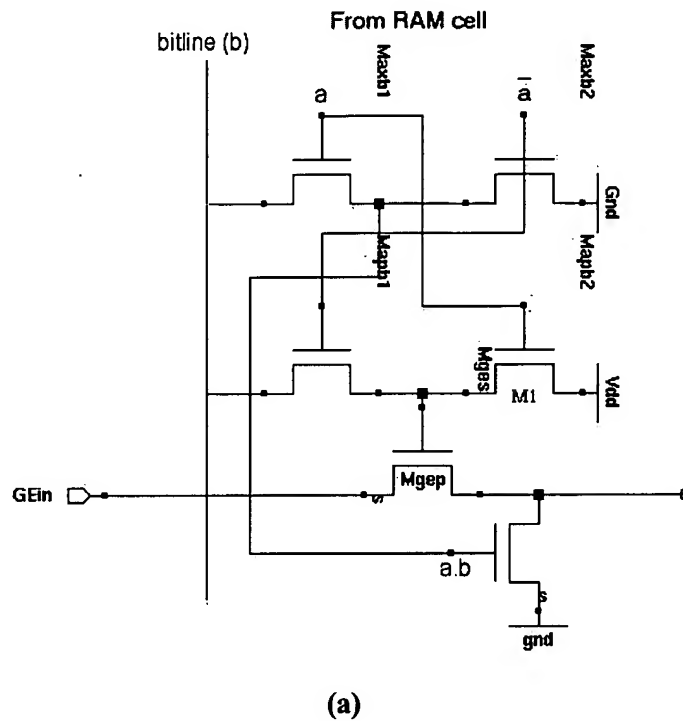 From RAM cell
bitline (b)
Maxb1
Maxb2
a
a
Gnd
Mapb1
Mapb2
Mges
M1
Vdd
GEin
Mgep
s
a.b
s
gnd
(a)